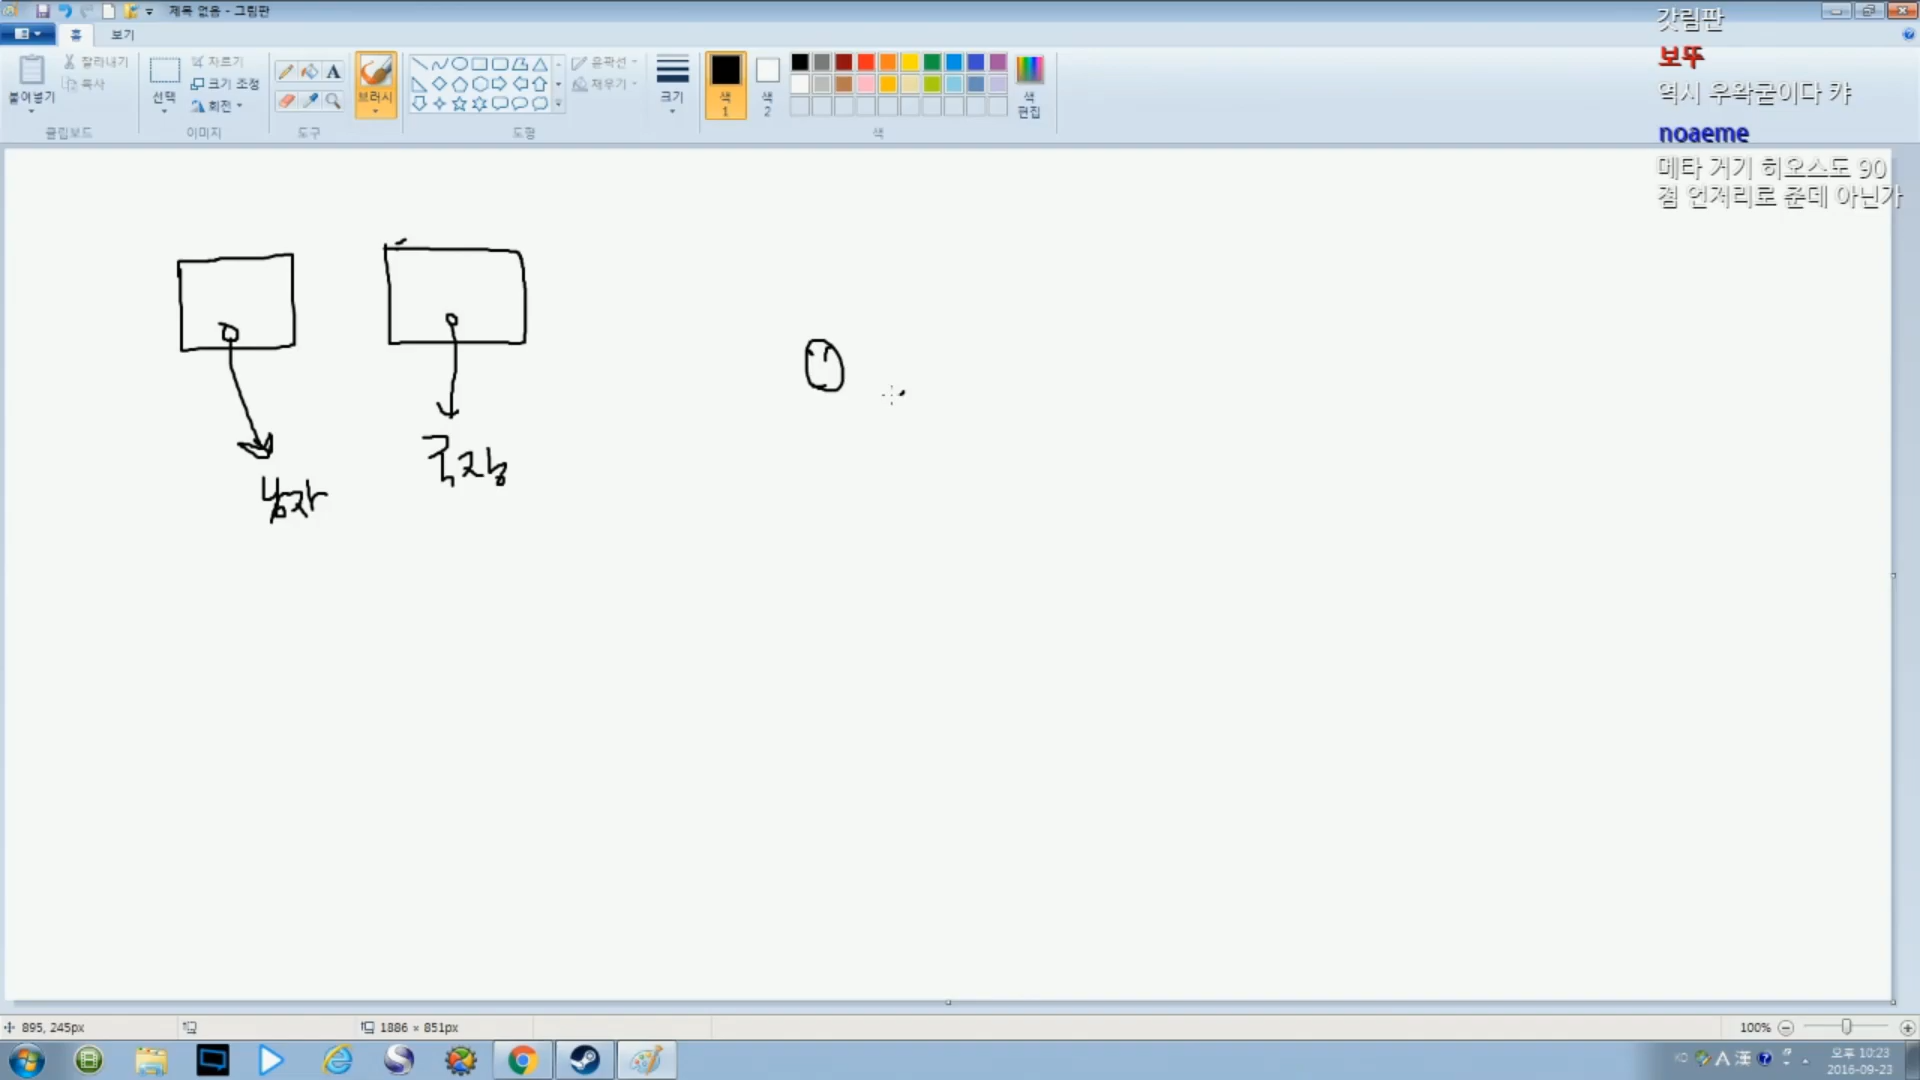 제목 없음 - 그림판
홈
보기
붙여넣기
잘라내기
복사
클립보드
선택
자르기
크기 조정
회전
이미지
A
도구
브러시
윤곽선
채우기
도형
크기
색
1
색
2
색
편집
색
갓림판
보뚜
역시 우왁굳이다 캬
noaeme
메타 거기 히오스도 90
점 언저리로 준데 아닌가
남자
895, 245px
1886 × 851px
100%
A 漢
오후 10:23
2016-09-23